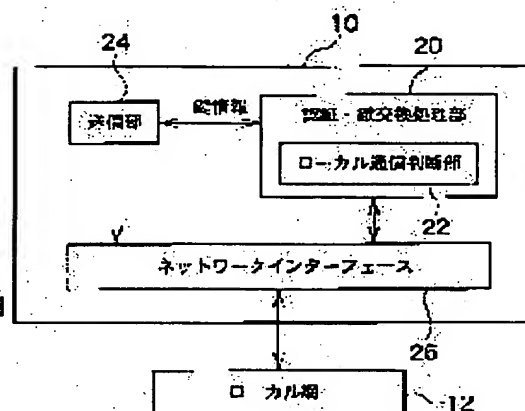 10
24
20
鍵情報
送信部
認証・鍵交換処理部
ローカル通信判断部
22
ネットワークインターフェース
26
ローカル網
12